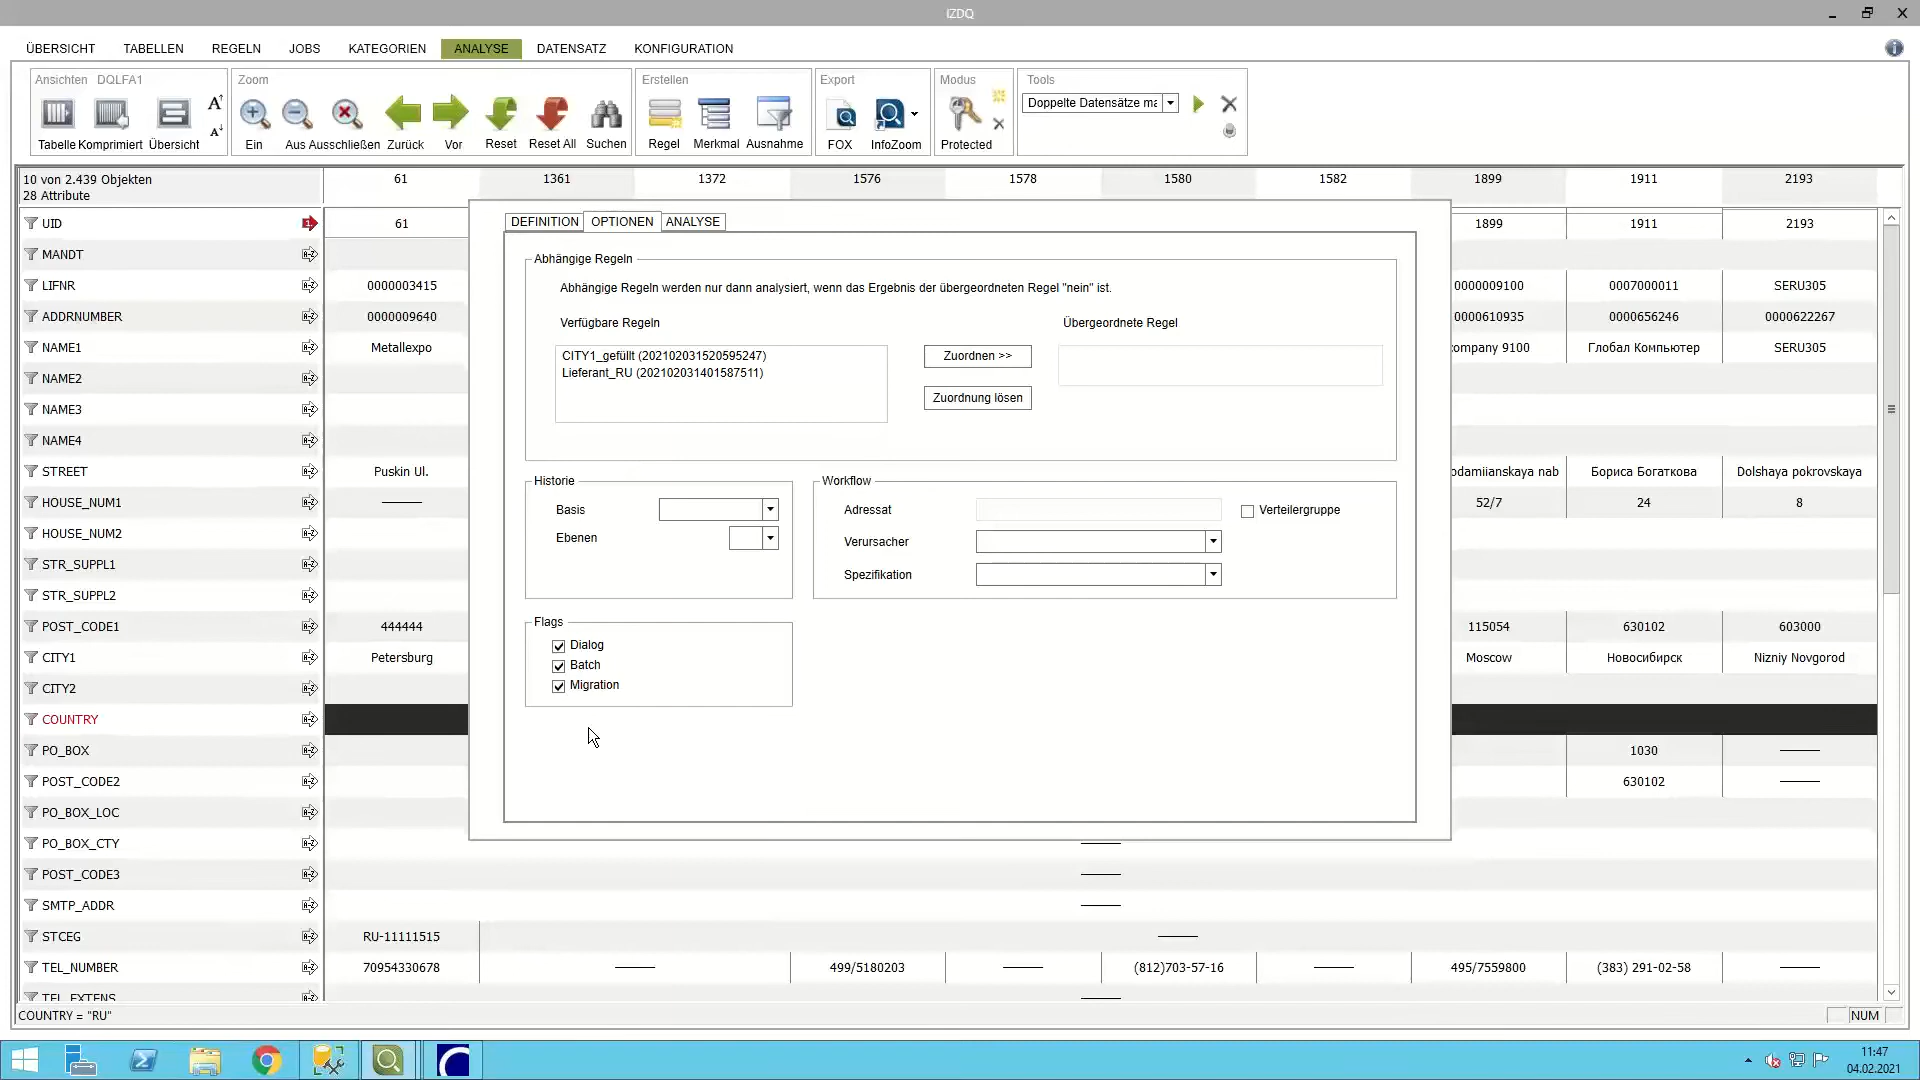 IZDQ
ÜBERSICHT TABELLEN REGELN JOBS KATEGORIEN ANALYSE DATENSATZ KONFIGURATION
Ansichten DQLFA1 Zoom Erstellen Export Modus Tools
Doppelte Datensätze ma
Tabelle Komprimiert Übersicht Ein Aus Ausschließen Zurück Vor Reset Reset All Suchen Regel Merkmal Ausnahme FOX InfoZoom Protected
10 von 2.439 Objekten
28 Attribute
61 1361 1372 1576 1578 1580 1582 1899 1911 2193
UID 61 1899 1911 2193
MANDT
LIFNR 0000003415 0000009100 0007000011 SERU305
ADDRNUMBER 0000009640 0000610935 0000656246 0000622267
NAME1 Metallexpo ompany 9100 Глобал Компьютер SERU305
NAME2
NAME3
NAME4
STREET Puskin Ul. odamiianskaya nab Бориса Богаткова Dolshaya pokrovskaya
HOUSE_NUM1 52/7 24 8
HOUSE_NUM2
STR_SUPPL1
STR_SUPPL2
POST_CODE1 444444 115054 630102 603000
CITY1 Petersburg Moscow Новосибирск Nizniy Novgorod
CITY2
COUNTRY
PO_BOX 1030
POST_CODE2 630102
PO_BOX_LOC
PO_BOX_CTY
POST_CODE3
SMTP_ADDR
STCEG RU-11111515
TEL_NUMBER 70954330678 499/5180203 (812)703-57-16 495/7559800 (383) 291-02-58
TEL_EXTENS
DEFINITION OPTIONEN ANALYSE
Abhängige Regeln
Abhängige Regeln werden nur dann analysiert, wenn das Ergebnis der übergeordneten Regel "nein" ist.
Verfügbare Regeln Übergeordnete Regel
CITY1_gefüllt (202102031520595247)
Lieferant_RU (202102031401587511)
Zuordnen >>
Zuordnung lösen
Historie
Basis
Ebenen
Workflow
Adressat Verteilergruppe
Verursacher
Spezifikation
Flags
Dialog
Batch
Migration
COUNTRY = "RU" NUM
11:47
04.02.2021